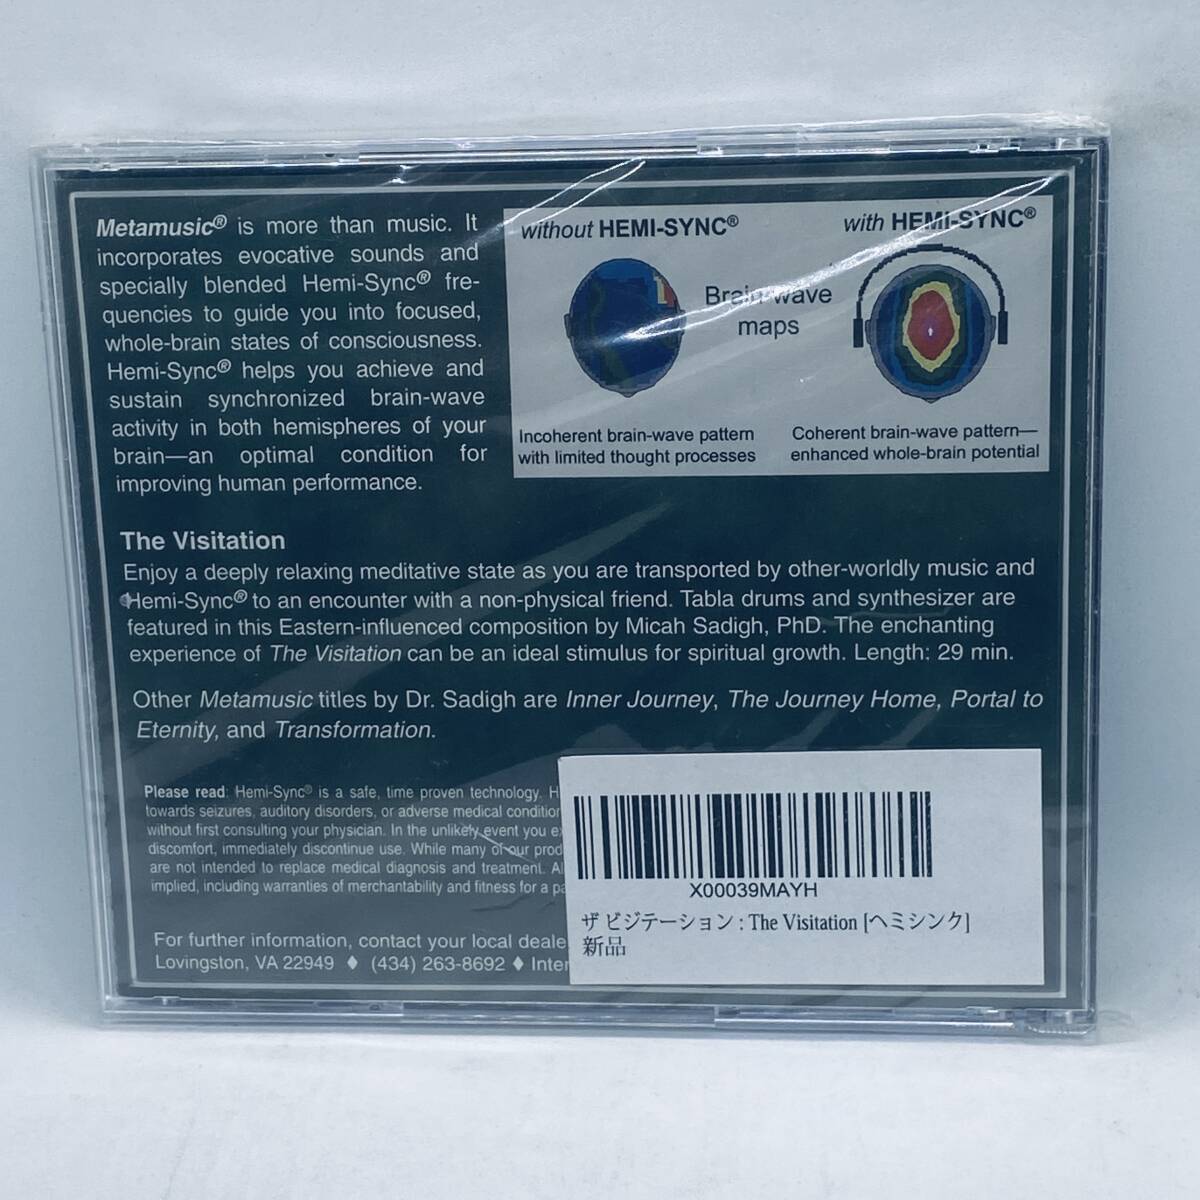 Metamusic® is more than music. It
incorporates evocative sounds and
specially blended Hemi-Sync® fre-
quencies to guide you into focused,
whole-brain states of consciousness.
Hemi-Sync® helps you achieve and
sustain synchronized brain-wave
activity in both hemispheres of your
brain—an optimal condition for
improving human performance.
without HEMI-SYNC®
with HEMI-SYNC®
Brain-wave
maps
Incoherent brain-wave pattern
with limited thought processes
Coherent brain-wave pattern—
enhanced whole-brain potential
The Visitation
Enjoy a deeply relaxing meditative state as you are transported by other-worldly music and
Hemi-Sync® to an encounter with a non-physical friend. Tabla drums and synthesizer are
featured in this Eastern-influenced composition by Micah Sadigh, PhD. The enchanting
experience of The Visitation can be an ideal stimulus for spiritual growth. Length: 29 min.
Other Metamusic titles by Dr. Sadigh are Inner Journey, The Journey Home, Portal to
Eternity, and Transformation.
Please read: Hemi-Sync® is a safe, time proven technology. H
towards seizures, auditory disorders, or adverse medical condition
without first consulting your physician. In the unlikely event you ex
discomfort, immediately discontinue use. While many of our prod
are not intended to replace medical diagnosis and treatment. Al
implied, including warranties of merchantability and fitness for a pa
For further information, contact your local deale
Lovingston, VA 22949 ♦ (434) 263-8692 ♦ Inter
X00039MAYH
ザ ビジテーション : The Visitation [ヘミシンク]
新品